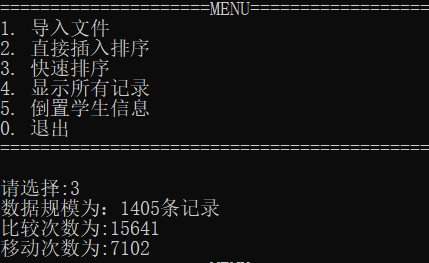 =====================MENU==================
1. 导入文件
2. 直接插入排序
3. 快速排序
4. 显示所有记录
5. 倒置学生信息
0. 退出
===========================================
请选择:3
数据规模为: 1405条记录
比较次数为:15641
移动次数为:7102